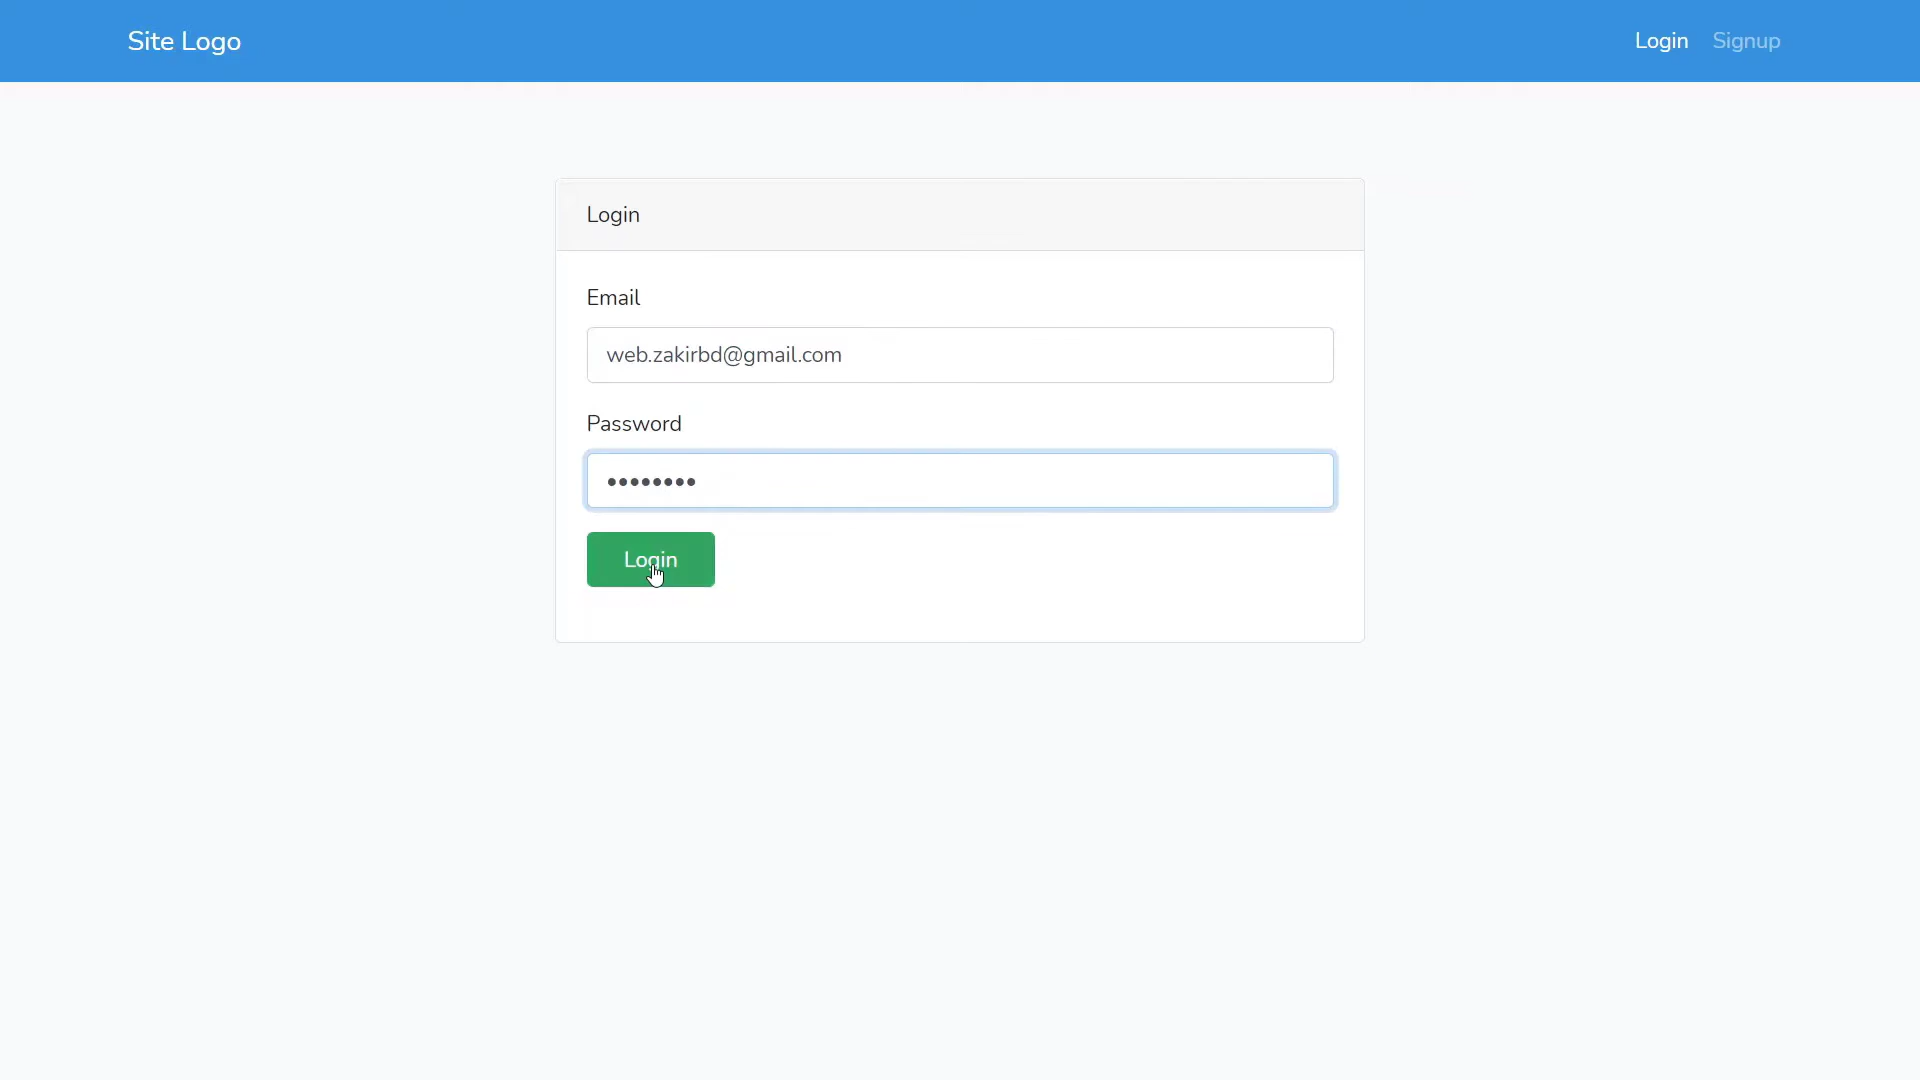 Site Logo
Login Signup
Login
Email
web.zakirbd@gmail.com
Password
••••••••
Login